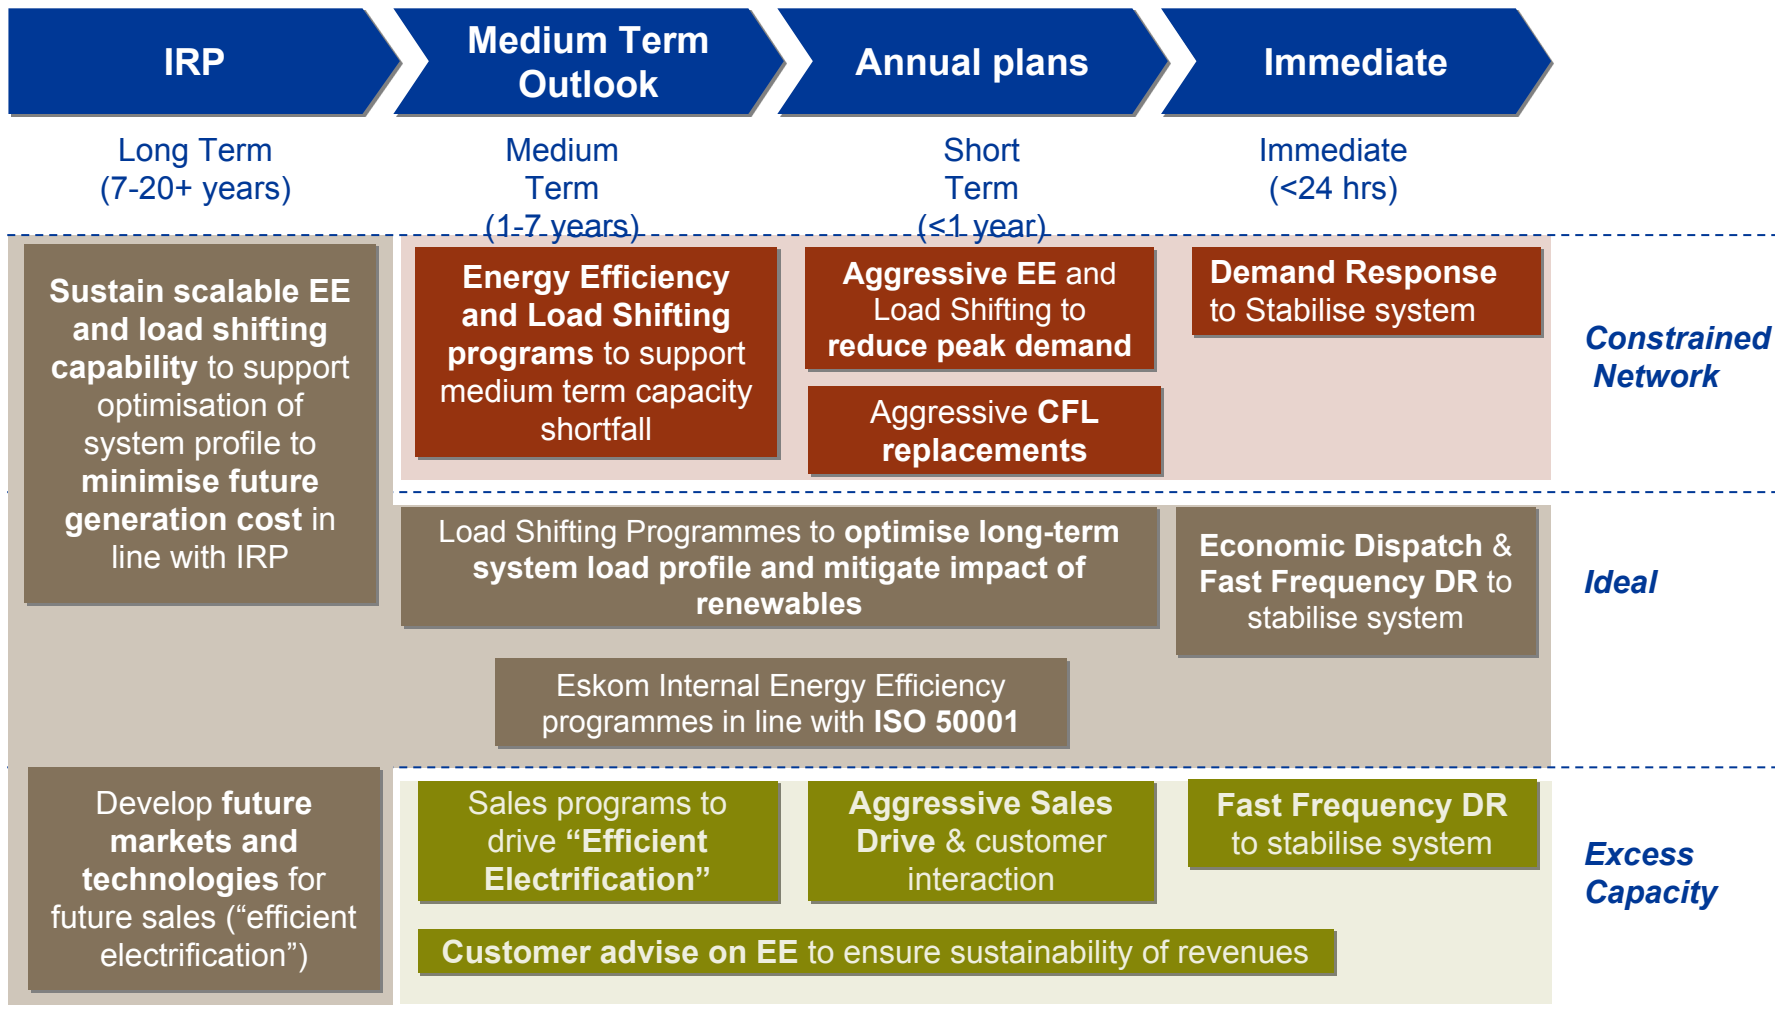 IRP
Medium Term
Outlook
Annual plans
Immediate
Long Term
(7-20+ years)
Medium
Term
(1-7 years)
Short
Term
(<1 year)
Immediate
(<24 hrs)
Sustain scalable EE
and load shifting
capability to support
optimisation of
system profile to
minimise future
generation cost in
line with IRP
Energy Efficiency
and Load Shifting
programs to support
medium term capacity
shortfall
Aggressive EE and
Load Shifting to
reduce peak demand
Aggressive CFL
replacements
Demand Response
to Stabilise system
Constrained
Network
Load Shifting Programmes to optimise long-term
system load profile and mitigate impact of
renewables
Economic Dispatch &
Fast Frequency DR to
stabilise system
Ideal
Eskom Internal Energy Efficiency
programmes in line with ISO 50001
Develop future
markets and
technologies for
future sales (“efficient
electrification”)
Sales programs to
drive “Efficient
Electrification”
Aggressive Sales
Drive & customer
interaction
Fast Frequency DR
to stabilise system
Excess
Capacity
Customer advise on EE to ensure sustainability of revenues